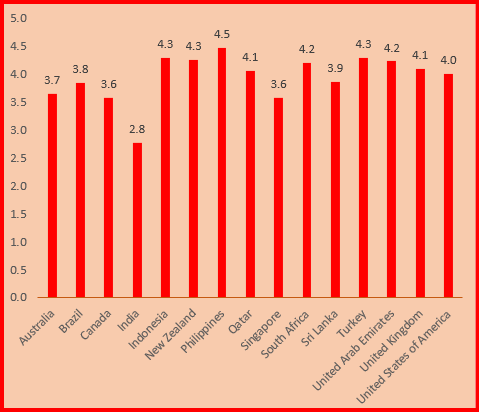 5.0
4.5
4.0
3.5
3.0
2.5
2.0
1.5
1.0
0.5
0.0
3.7
3.8
3.6
2.8
4.3
4.3
4.5
4.1
3.6
4.2
3.9
4.3
4.2
4.1
4.0
Australia
Brazil
Canada
India
Indonesia
New Zealand
Philippines
Qatar
Singapore
South Africa
Sri Lanka
Turkey
United Arab Emirates
United Kingdom
United States of America